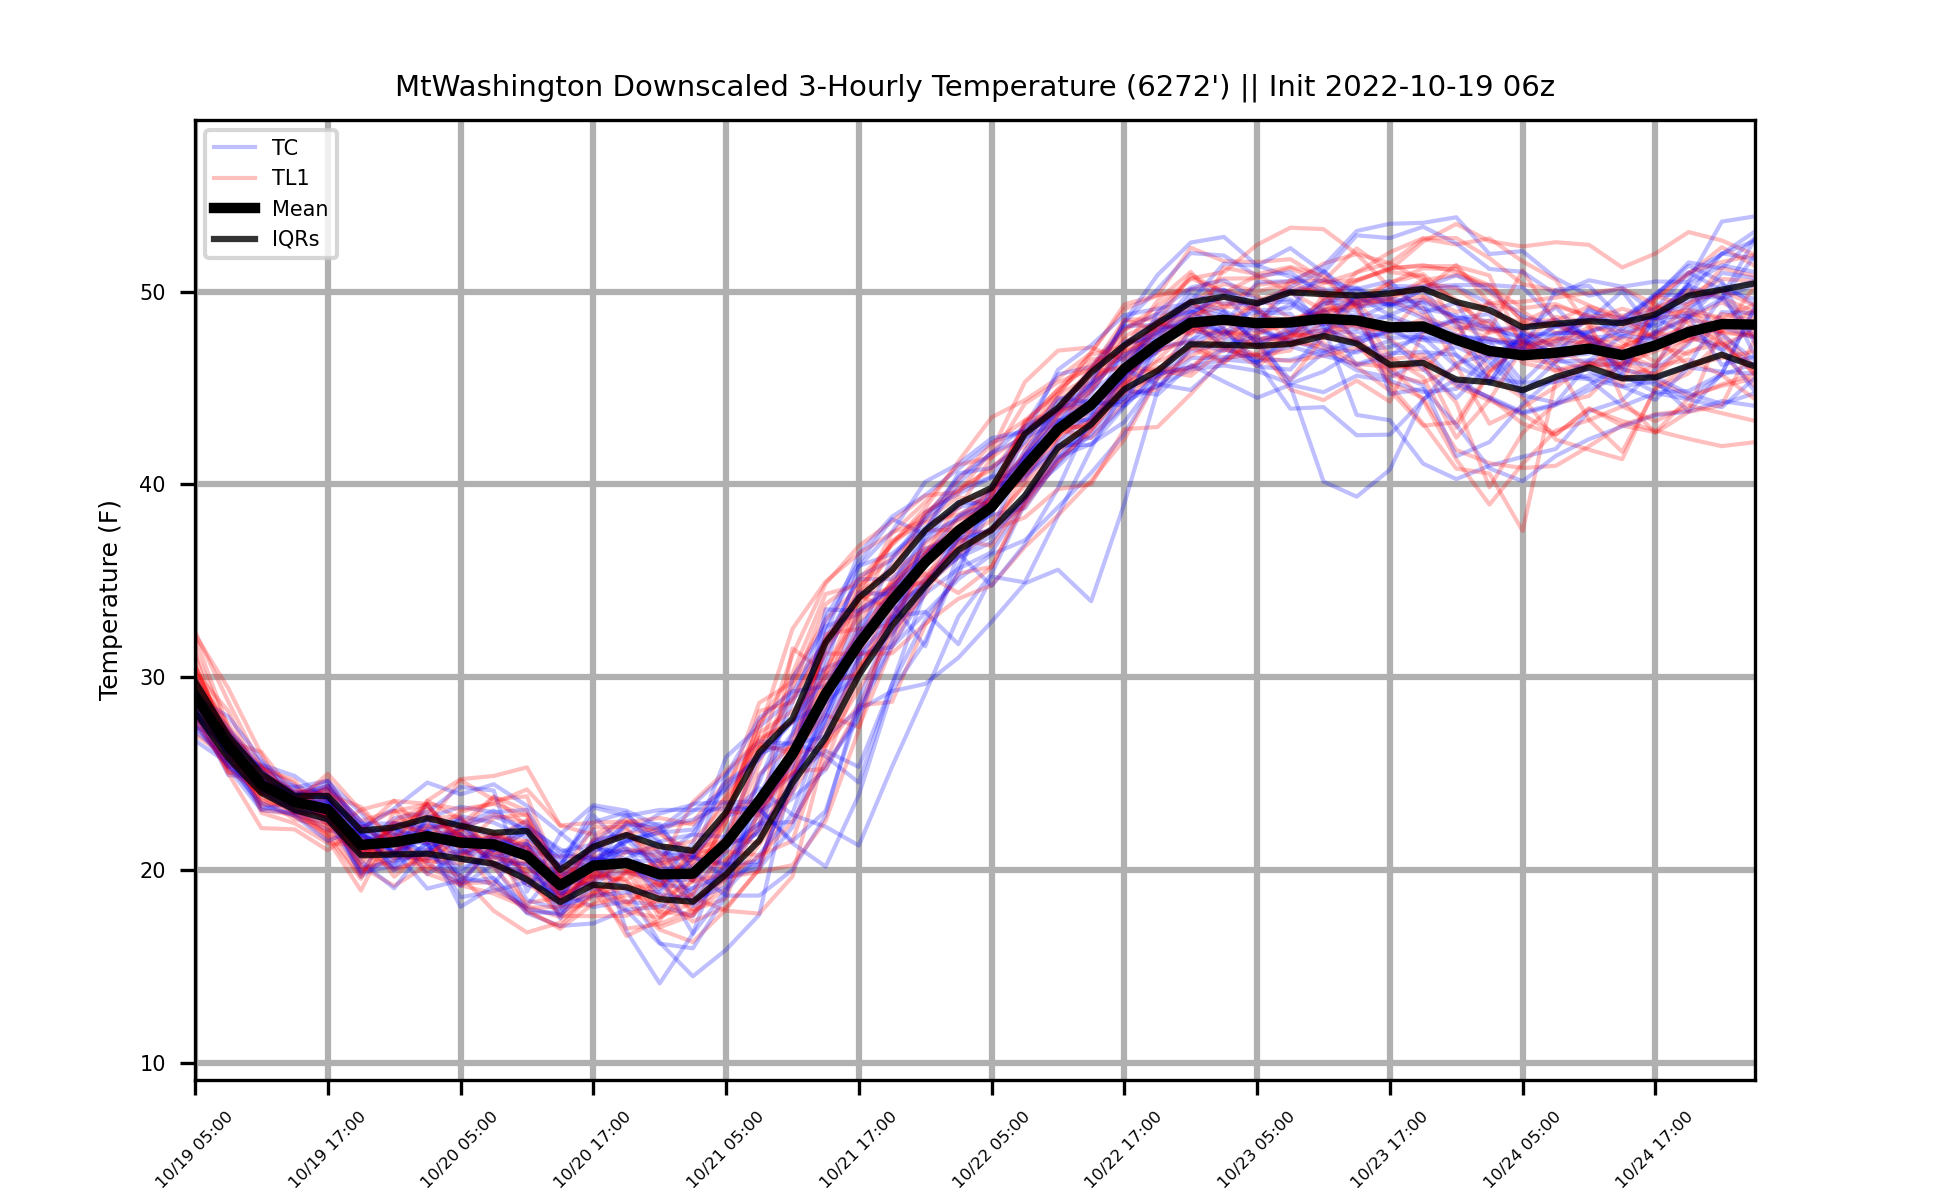 MtWashington Downscaled 3-Hourly Temperature (6272') || Init 2022-10-19 06z
TC
TL1
Mean
IQRs
Temperature (F)
50
40
30
20
10
10/19 05:00
10/19 17:00
10/20 05:00
10/20 17:00
10/21 05:00
10/21 17:00
10/22 05:00
10/22 17:00
10/23 05:00
10/23 17:00
10/24 05:00
10/24 17:00